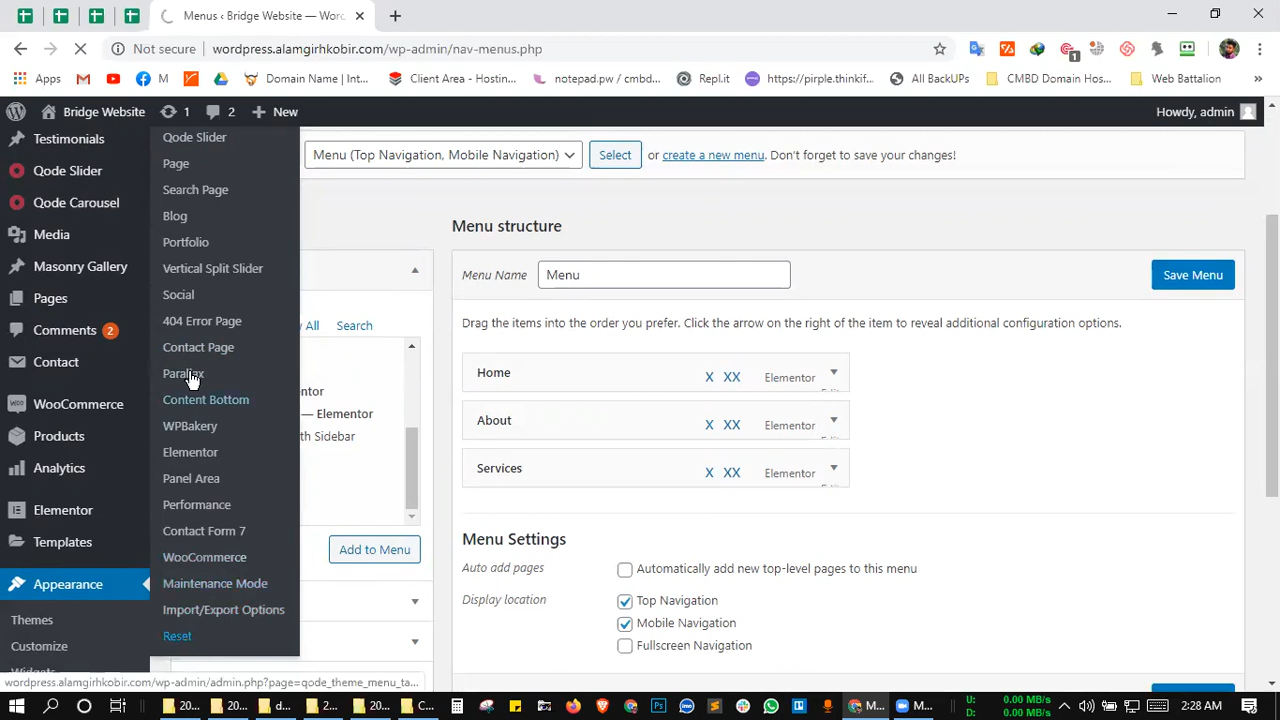 Menus ‹ Bridge Website — Worc
Not secure
wordpress.alamgirhkobir.com/wp-admin/nav-menus.php
1
Apps
M
Domain Name | Int...
Client Area - Hostin...
notepad.pw / cmbd...
Repl.it
https://pirple.thinkif...
All BackUPs
CMBD Domain Hos...
Web Battalion
»
Bridge Website
1
2
New
Howdy, admin
Testimonials
Qode Slider
Qode Carousel
Media
Masonry Gallery
Pages
Comments 2
Contact
WooCommerce
Products
Analytics
Elementor
Templates
Appearance
Themes
Customize
Widgets
Qode Slider
Page
Search Page
Blog
Portfolio
Vertical Split Slider
Social
404 Error Page
Contact Page
Parallax
Content Bottom
WPBakery
Elementor
Panel Area
Performance
Contact Form 7
WooCommerce
Maintenance Mode
Import/Export Options
Reset
Menu (Top Navigation, Mobile Navigation)
Select
or create a new menu. Don't forget to save your changes!
All
Search
— Elementor
Sidebar
Add to Menu
Menu structure
Menu Name
Menu
Save Menu
Drag the items into the order you prefer. Click the arrow on the right of the item to reveal additional configuration options.
Home X XX Elementor
About X XX Elementor
Services X XX Elementor
Menu Settings
Auto add pages
Automatically add new top-level pages to this menu
Display location
Top Navigation
Mobile Navigation
Fullscreen Navigation
wordpress.alamgirhkobir.com/wp-admin/admin.php?page=qode_theme_menu_ta...
20...
20...
d...
2...
20...
C...
M...
M...
U: 0.00 MB/s
D: 0.00 MB/s
2:28 AM